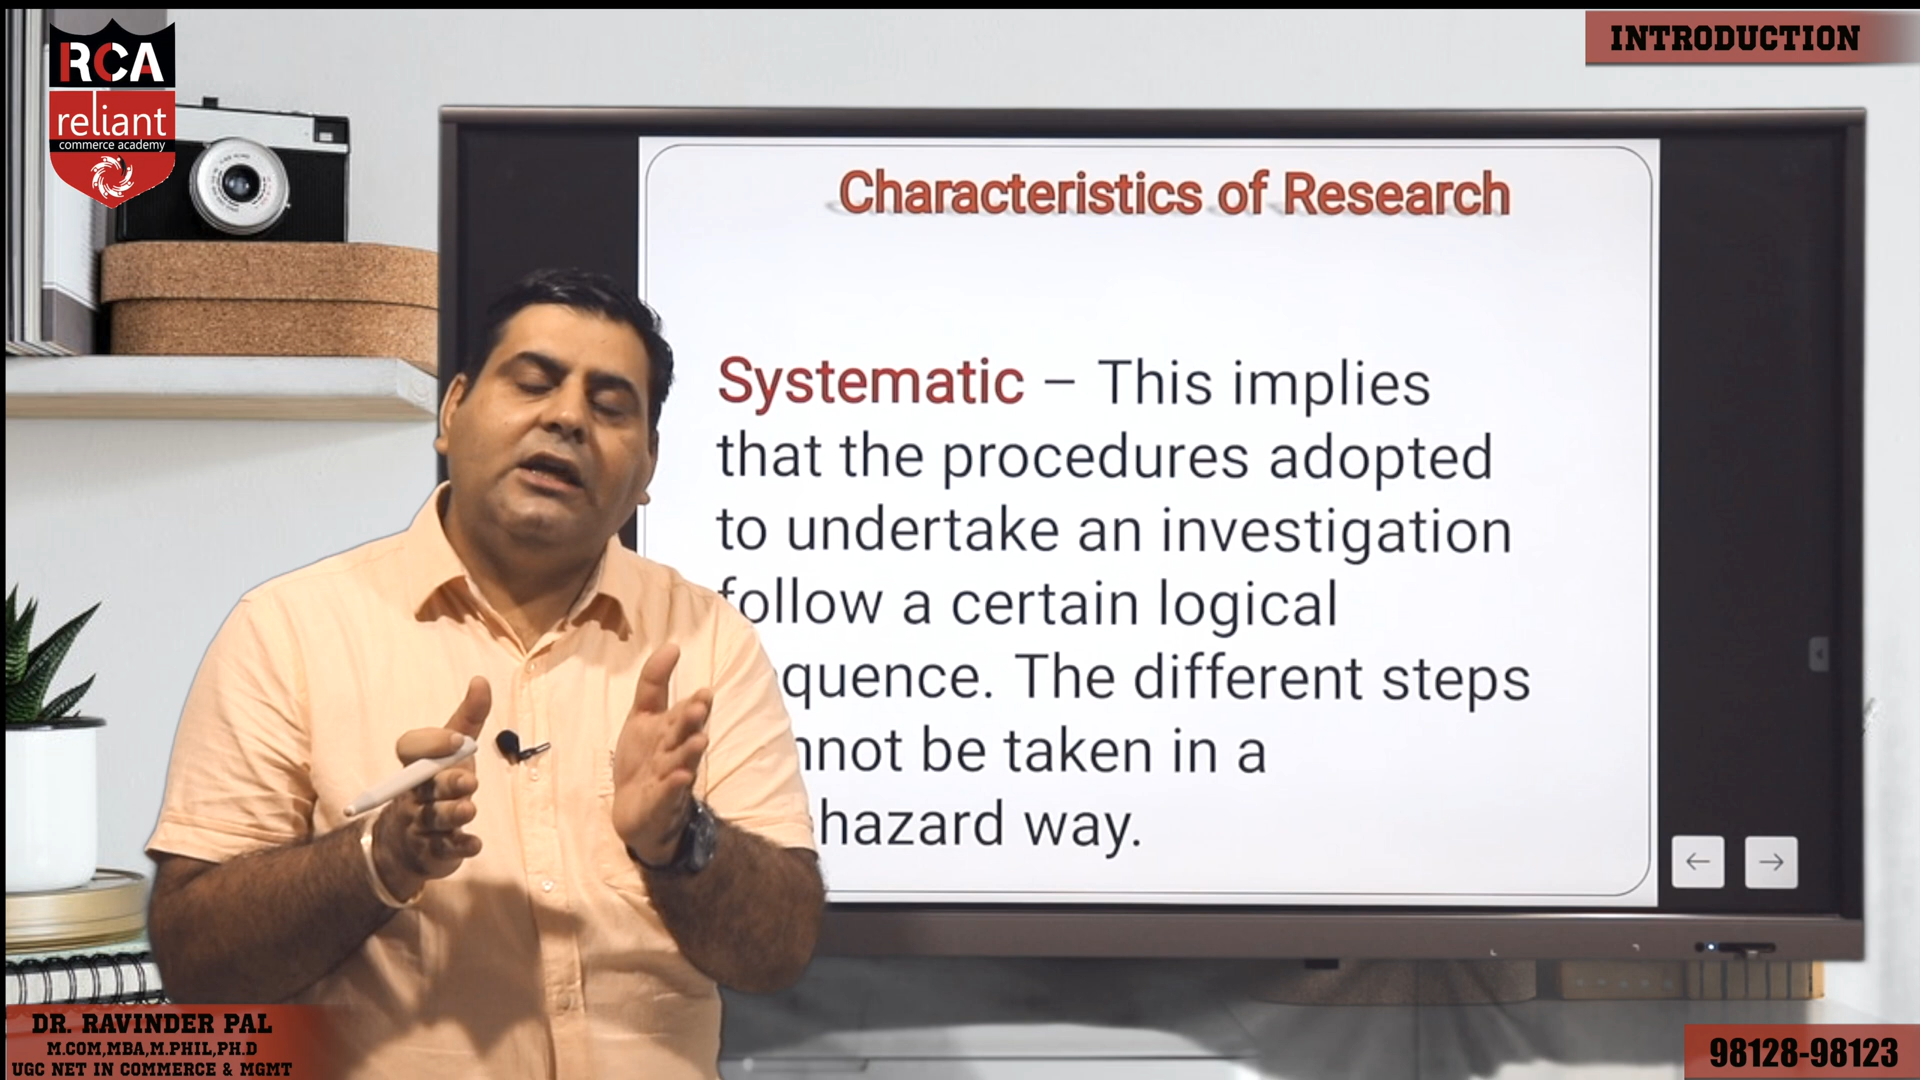 RCA
reliant
commerce academy
INTRODUCTION
Characteristics of Research
Systematic – This implies
that the procedures adopted
to undertake an investigation
follow a certain logical
quence. The different steps
nnot be taken in a
hazard way.
DR. RAVINDER PAL
M.COM,MBA,M.PHIL,PH.D
UGC NET IN COMMERCE & MGMT
98128-98123